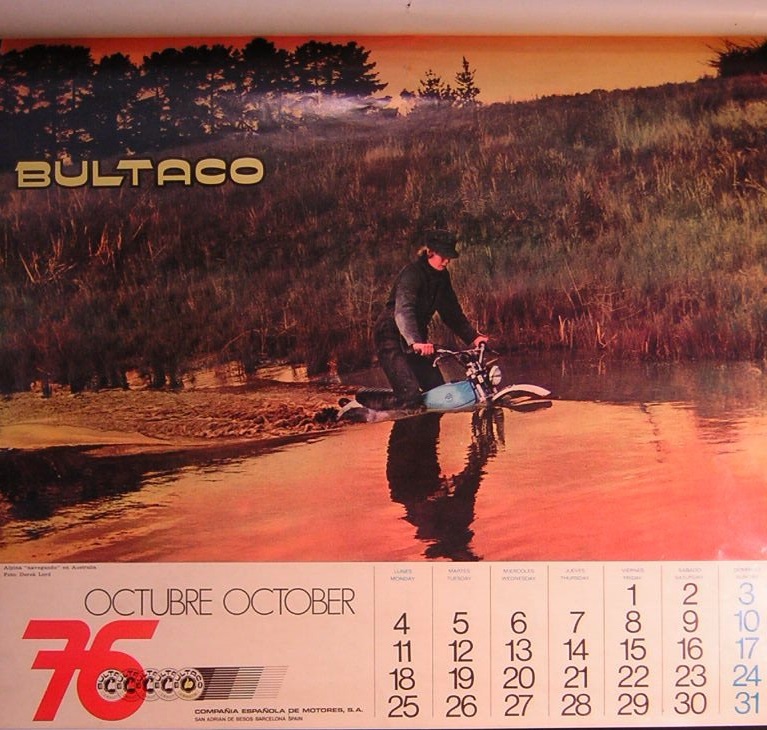 BULTACO
Alpina "navegando" en Australia
Foto: Derek Lord
OCTUBRE OCTOBER
76
COMPAÑIA ESPAÑOLA DE MOTORES, S.A.
SAN ADRIAN DE BESOS BARCELONA SPAIN
LUNES MARTES MIERCOLES JUEVES VIERNES SABADO DOMINGO
MONDAY TUESDAY WEDNESDAY THURSDAY FRIDAY SATURDAY SUNDAY
1 2 3
4 5 6 7 8 9 10
11 12 13 14 15 16 17
18 19 20 21 22 23 24
25 26 27 28 29 30 31